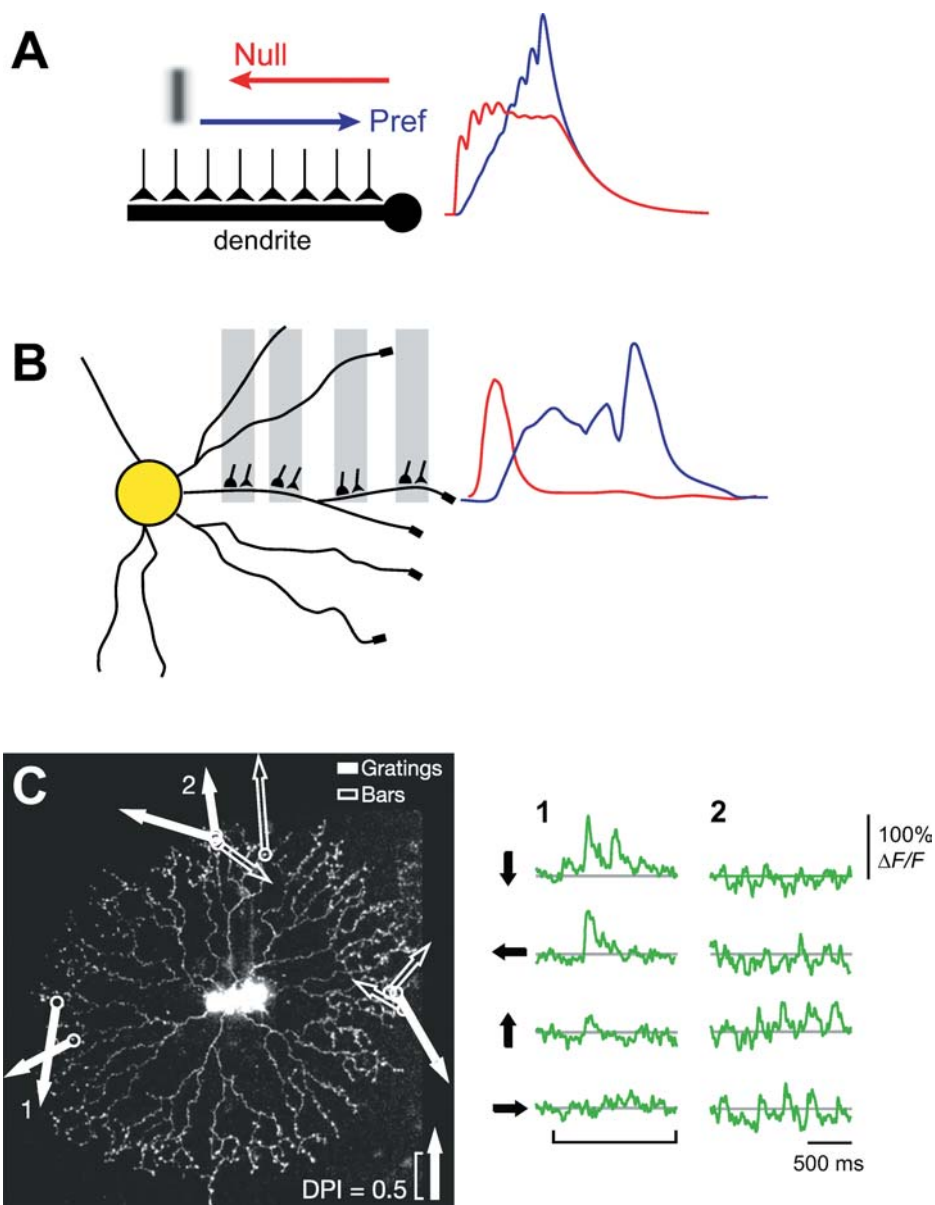 A
Null
Pref
dendrite
B
C
2
Gratings
Bars
1
DPI = 0.5
1
2
100%
ΔF/F
500 ms